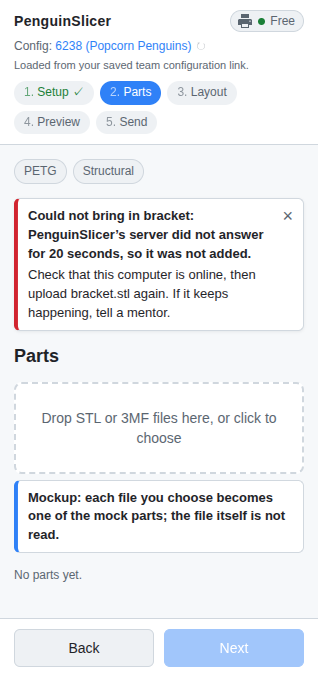 PenguinSlicer
Free
Config: 6238 (Popcorn Penguins)
Loaded from your saved configuration link.
1. Setup ✓
2. Parts
3. Layout
4. Preview
5. Send
PETG
Structural
Could not bring in bracket:
PenguinSlicer’s server did not answer
for 20 seconds, so it was not added.
×
Check that this computer is online, then
upload bracket.stl again. If it keeps
happening, tell a mentor.
Parts
Drop STL or 3MF files here, or click to
choose
Mockup: each file you choose becomes
one of the mock parts; the file itself is not
read.
No parts yet.
Back
Next